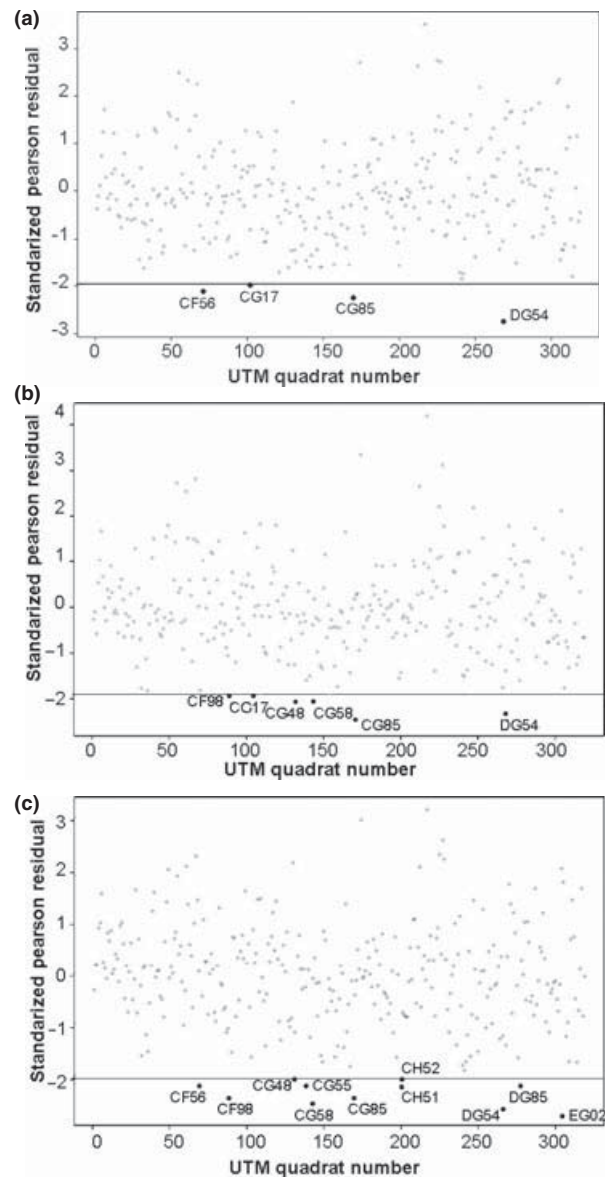 (a)
Standarized pearson residual
3
2
1
0
-1
-2
-3
CF56
CG17
CG85
DG54
0 50 100 150 200 250 300
UTM quadrat number
(b)
Standarized pearson residual
4
3
2
1
0
-1
-2
CF98
CG17
CG48
CG58
CG85
DG54
0 50 100 150 200 250 300
UTM quadrat number
(c)
Standarized pearson residual
3
2
1
0
-1
-2
CH52
CG48
CG55
CF56
CF98
CG58
CG85
CH51
DG85
DG54
EG02
0 50 100 150 200 250 300
UTM quadrat number